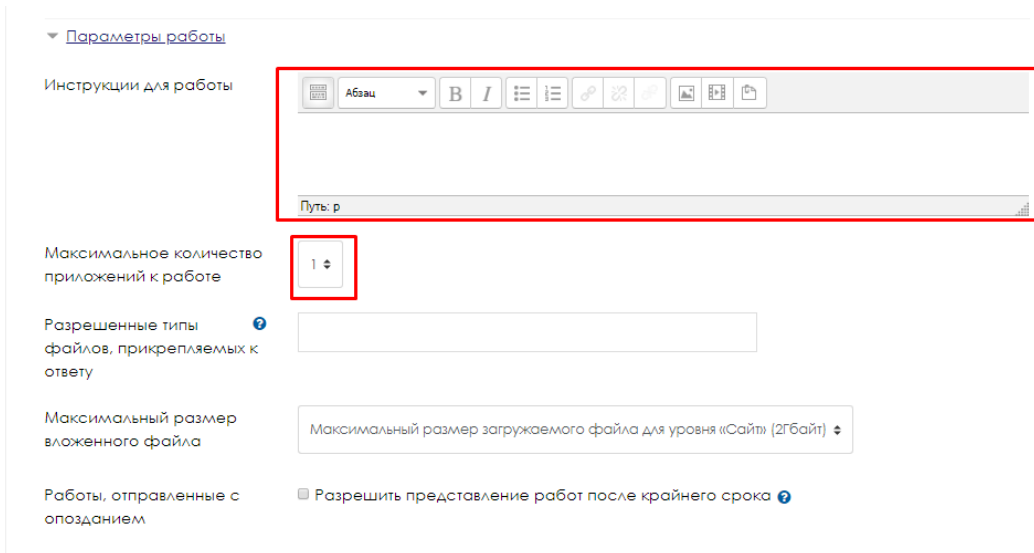 Параметры работы
Инструкции для работы
Абзац
B I
Путь: p
Максимальное количество
приложений к работе
1
Разрешенные типы
файлов, прикрепляемых к
ответу
Максимальный размер
вложенного файла
Максимальный размер загружаемого файла для уровня «Сайт» (2Гбайт)
Работы, отправленные с
опозданием
Разрешить представление работ после крайнего срока